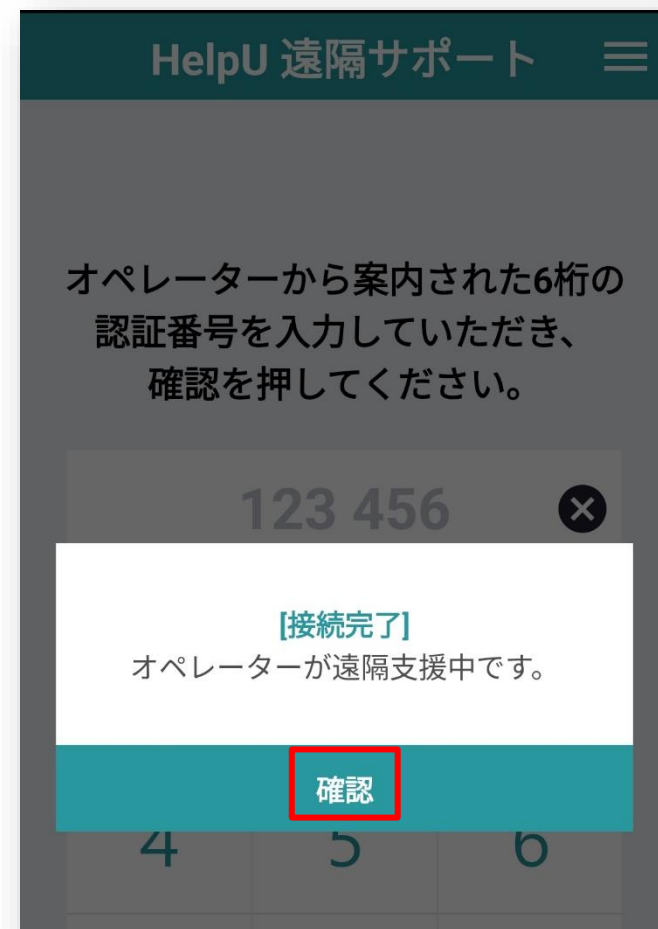 HelpU 遠隔サポート
オペレーターから案内された6桁の
認証番号を入力していただき、
確認を押してください。
123 456
[接続完了]
オペレーターが遠隔支援中です。
確認
4 5 6